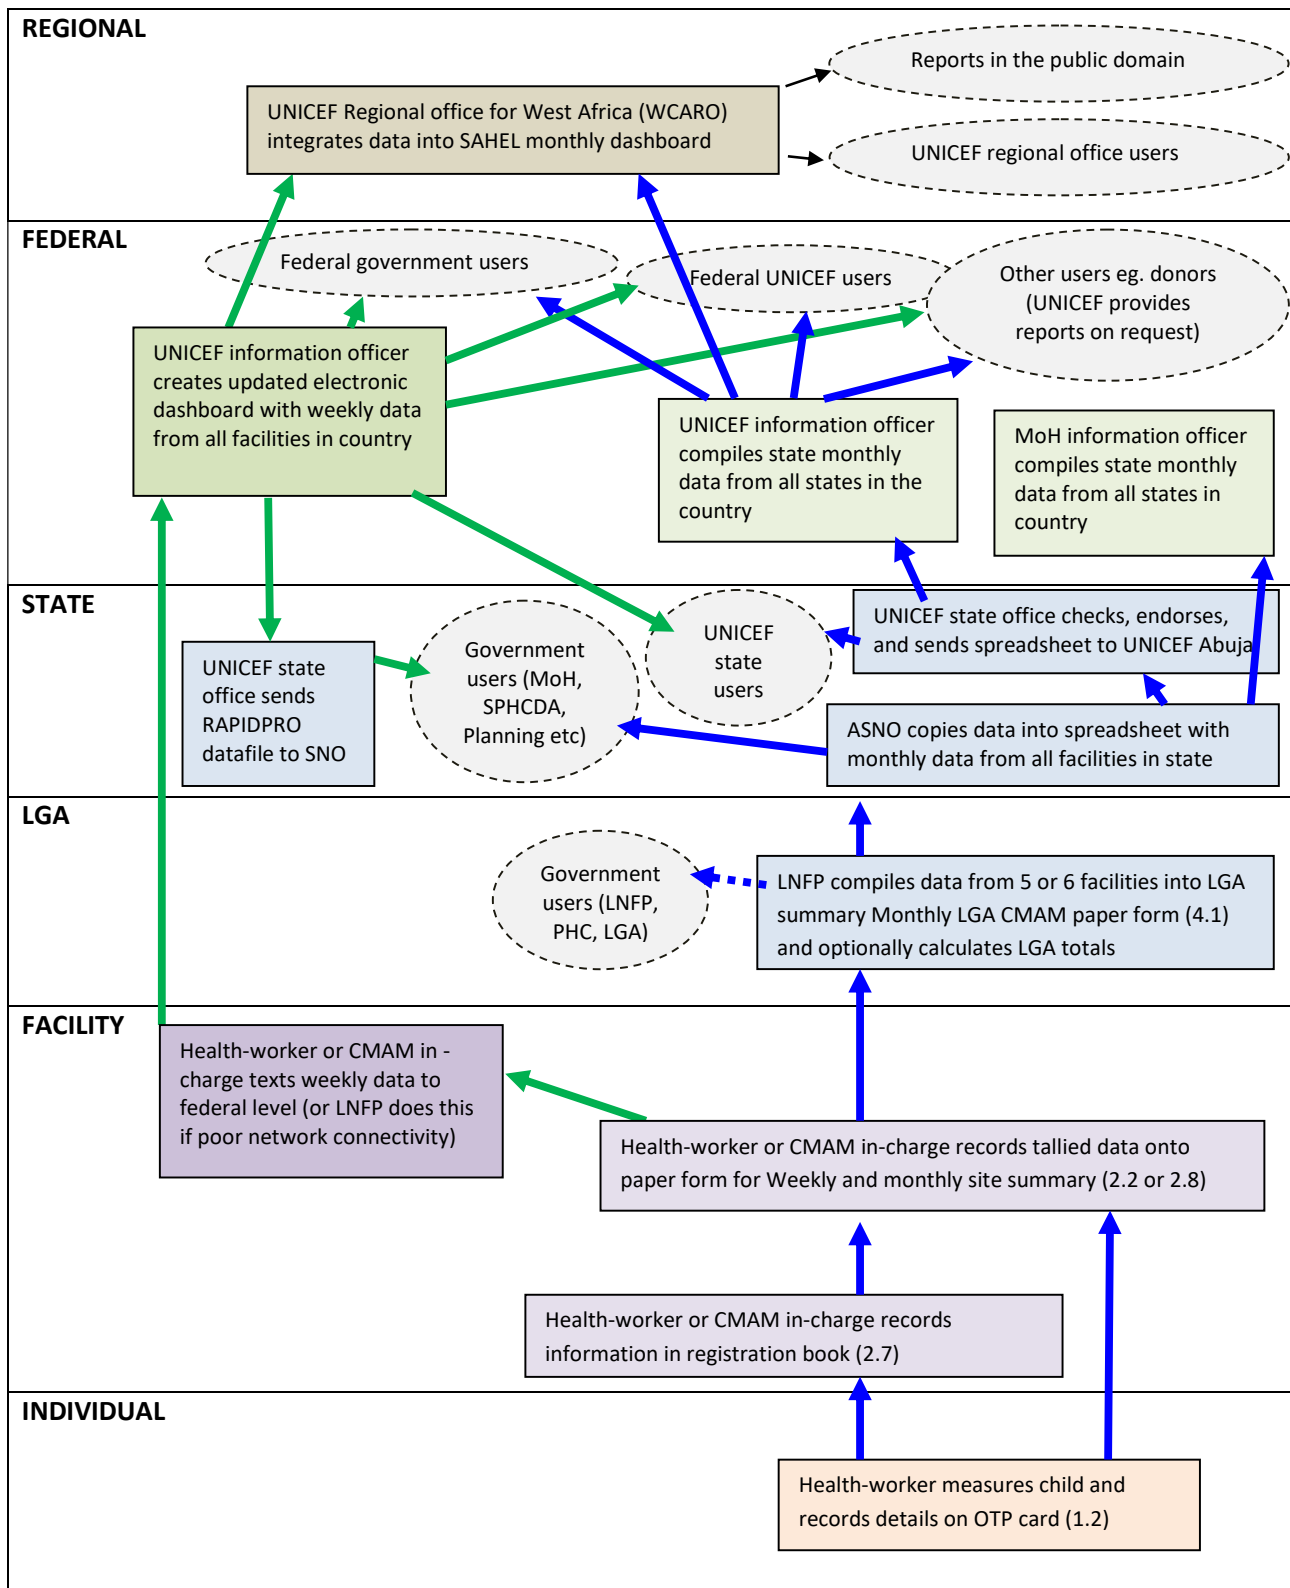 REGIONAL
Reports in the public domain
UNICEF Regional office for West Africa (WCARO)
integrates data into SAHEL monthly dashboard
UNICEF regional office users
FEDERAL
Federal government users
Federal UNICEF users
Other users eg. donors
(UNICEF provides
reports on request)
UNICEF information officer
creates updated electronic
dashboard with weekly data
from all facilities in country
UNICEF information officer
compiles state monthly
data from all states in the
country
MoH information officer
compiles state monthly
data from all states in
country
STATE
UNICEF state
office sends
RAPIDPRO
datafile to SNO
Government
users (MoH,
SPHCDA,
Planning etc)
UNICEF
state
users
UNICEF state office checks, endorses,
and sends spreadsheet to UNICEF Abuja
ASNO copies data into spreadsheet with
monthly data from all facilities in state
LGA
Government
users (LNFP,
PHC, LGA)
LNFP compiles data from 5 or 6 facilities into LGA
summary Monthly LGA CMAM paper form (4.1)
and optionally calculates LGA totals
FACILITY
Health-worker or CMAM in -
charge texts weekly data to
federal level (or LNFP does this
if poor network connectivity)
Health-worker or CMAM in-charge records tallied data onto
paper form for Weekly and monthly site summary (2.2 or 2.8)
Health-worker or CMAM in-charge records
information in registration book (2.7)
INDIVIDUAL
Health-worker measures child and
records details on OTP card (1.2)